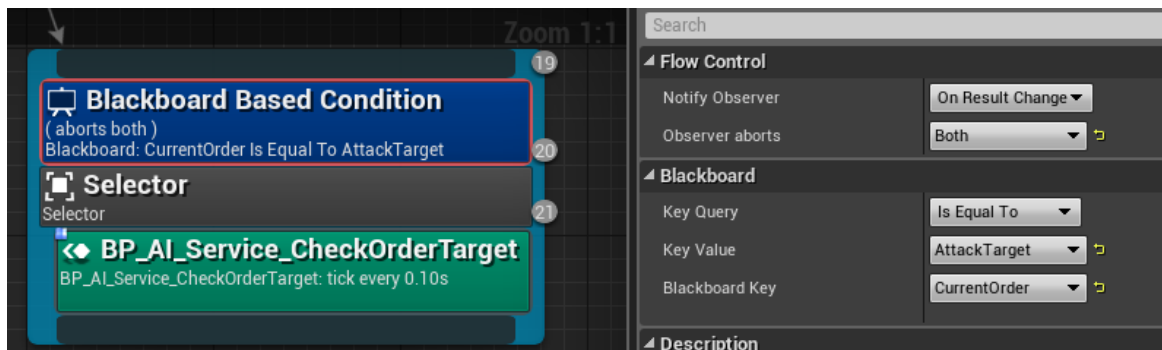 Zoom 1:1
19
Blackboard Based Condition
( aborts both )
Blackboard: CurrentOrder Is Equal To AttackTarget
20
Selector
Selector
21
BP_AI_Service_CheckOrderTarget
BP_AI_Service_CheckOrderTarget: tick every 0.10s
Search
Flow Control
Notify Observer
On Result Change
Observer aborts
Both
Blackboard
Key Query
Is Equal To
Key Value
AttackTarget
Blackboard Key
CurrentOrder
Description